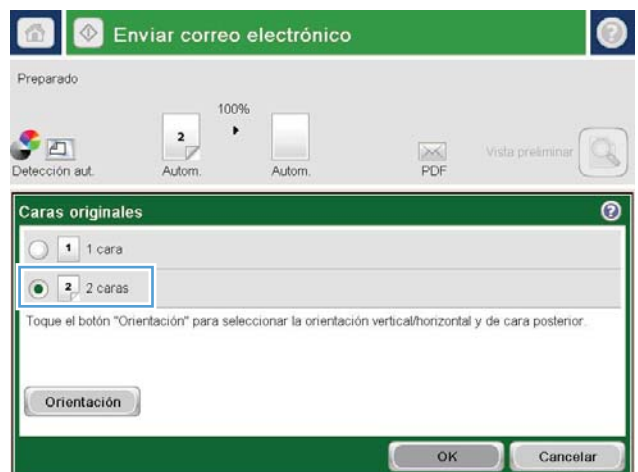 Enviar correo electrónico
?
Preparado
100%
2
Detección aut.
Autom.
Autom.
PDF
Vista preliminar
Caras originales
?
1 1 cara
2 2 caras
Toque el botón "Orientación" para seleccionar la orientación vertical/horizontal y de cara posterior.
Orientación
OK
Cancelar